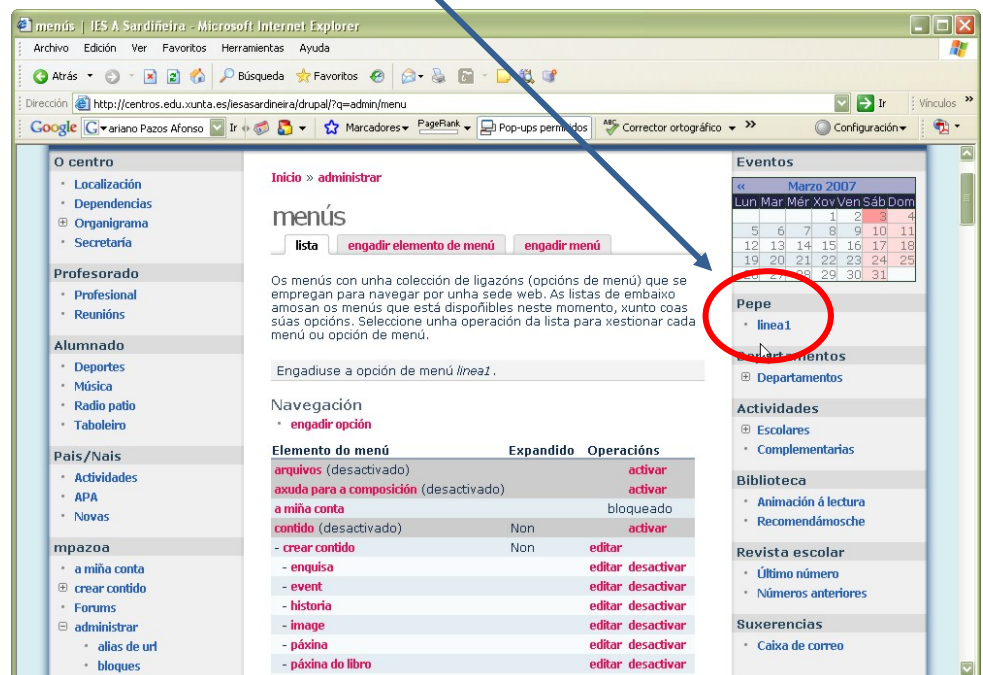 menús | IES A Sardiñeira - Microsoft Internet Explorer
Archivo Edición Ver Favoritos Herramientas Ayuda
Atrás Búsqueda Favoritos
Dirección http://centros.edu.xunta.es/iesasardineira/drupal/?q=admin/menu Ir Vínculos »
Google ariano Pazos Afonso Ir Marcadores PageRank Pop-ups permitidos Corrector ortográfico » Configuración
O centro
Localización
Dependencias
Organigrama
Secretaría
Profesorado
Profesional
Reunións
Alumnado
Deportes
Música
Radio patio
Taboleiro
Pais/Nais
Actividades
APA
Novas
mpazoa
a miña conta
crear contido
Forums
administrar
alias de url
bloques
Inicio » administrar
menús
lista engadir elemento de menú engadir menú
Os menús con unha colección de ligazóns (opcións de menú) que se
empregan para navegar por unha sede web. As listas de embaixo
amosan os menús que está dispoñibles neste momento, xunto coas
súas opcións. Seleccione unha operación da lista para xestionar cada
menú ou opción de menú.
Engadiuse a opción de menú linea1 .
Navegación
engadir opción
Elemento do menú Expandido Operacións
arquivos (desactivado) activar
axuda para a composición (desactivado) activar
a miña conta bloqueado
contido (desactivado) Non activar
- crear contido Non editar
- enquisa editar desactivar
- event editar desactivar
- historia editar desactivar
- image editar desactivar
- páxina editar desactivar
- páxina do libro editar desactivar
Eventos
« Marzo 2007
Lun Mar Mér Xov Ven Sáb Dom
1 2 3 4
5 6 7 8 9 10 11
12 13 14 15 16 17 18
19 20 21 22 23 24 25
26 27 28 29 30 31
Pepe
linea1
Departamentos
Departamentos
Actividades
Escolares
Complementarias
Biblioteca
Animación á lectura
Recomendámosche
Revista escolar
Último número
Números anteriores
Suxerencias
Caixa de correo